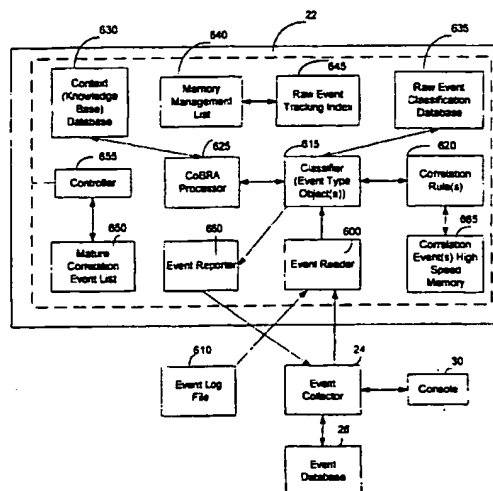 630
640
22
635
Context
(Knowledge
Base)
Database
Memory
Management
List
645
Raw Event
Tracking Index
Raw Event
Classification
Database
655
Controller
625
CoBRA
Processor
615
Classifier
(Event Type
Object(s))
620
Correlation
Rule(s)
650
Mature
Correlation
Event List
660
Event Reporter
600
Event Reader
665
Correlation
Event(s) High
Speed
Memory
610
Event Log
File
24
Event
Collector
30
Console
26
Event
Database